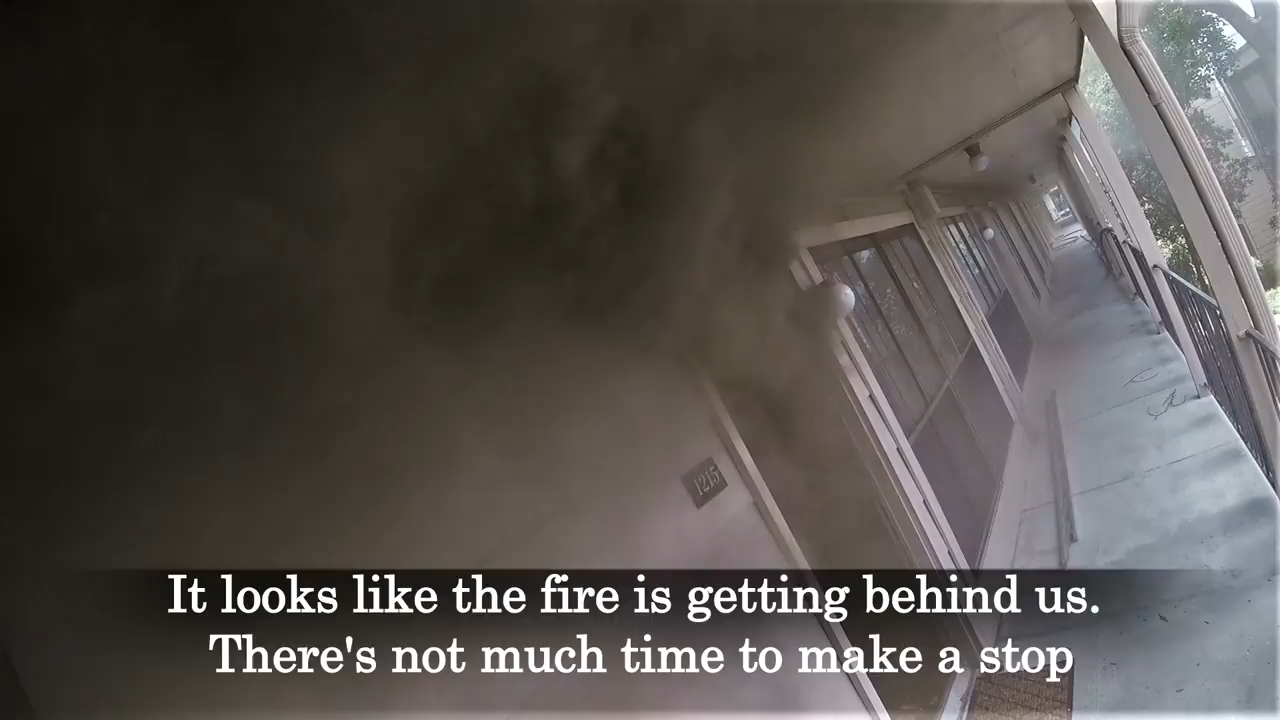 1215
It looks like the fire is getting behind us.
There's not much time to make a stop